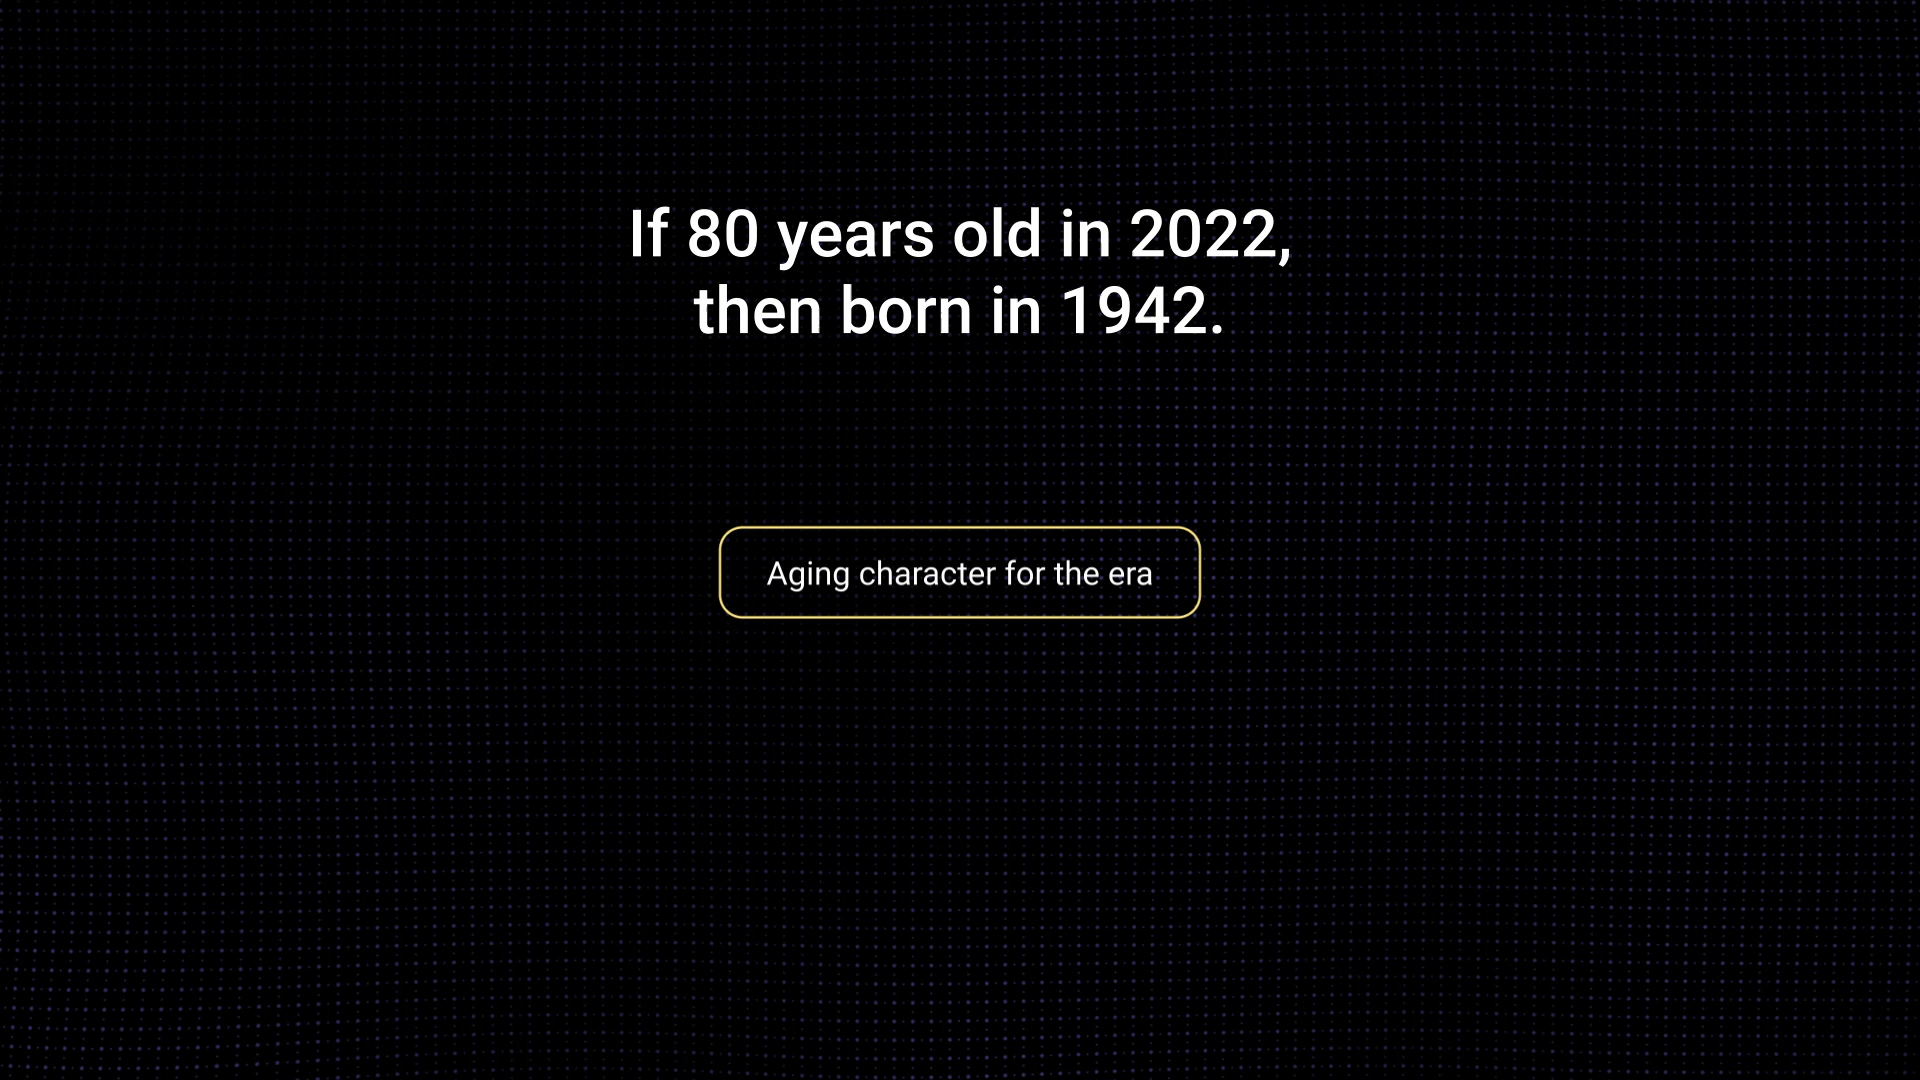 If 80 years old in 2022,
then born in 1942.
Aging character for the era